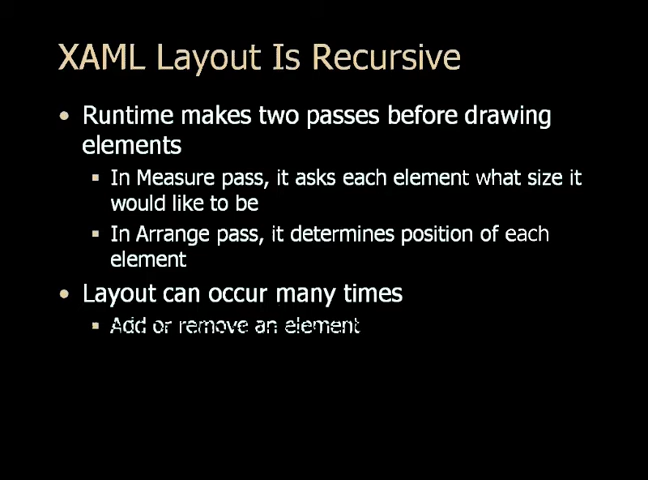 XAML Layout Is Recursive
Runtime makes two passes before drawing
elements
In Measure pass, it asks each element what size it
would like to be
In Arrange pass, it determines position of each
element
Layout can occur many times
Add or remove an element